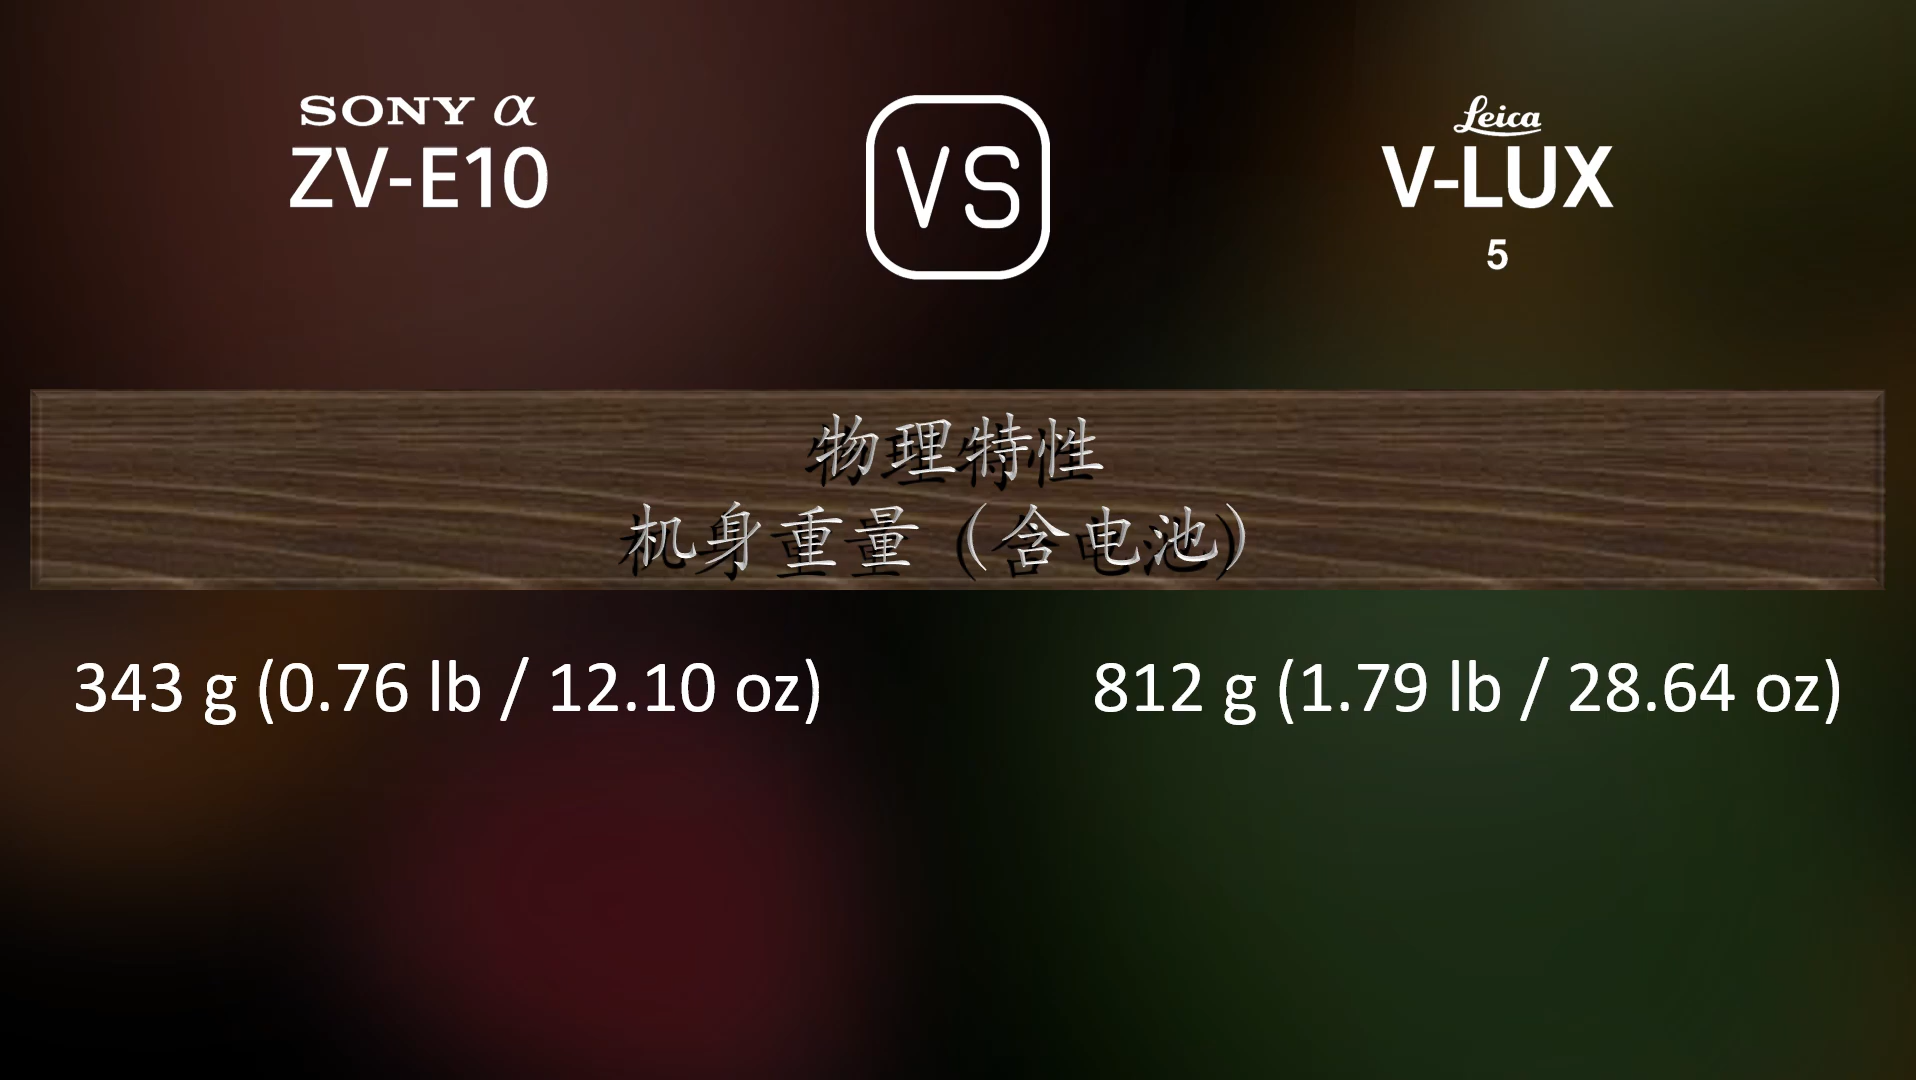 SONY α
ZV-E10
VS
Leica
V-LUX
5
物理特性
机身重量（含电池）
343 g (0.76 lb / 12.10 oz)
812 g (1.79 lb / 28.64 oz)